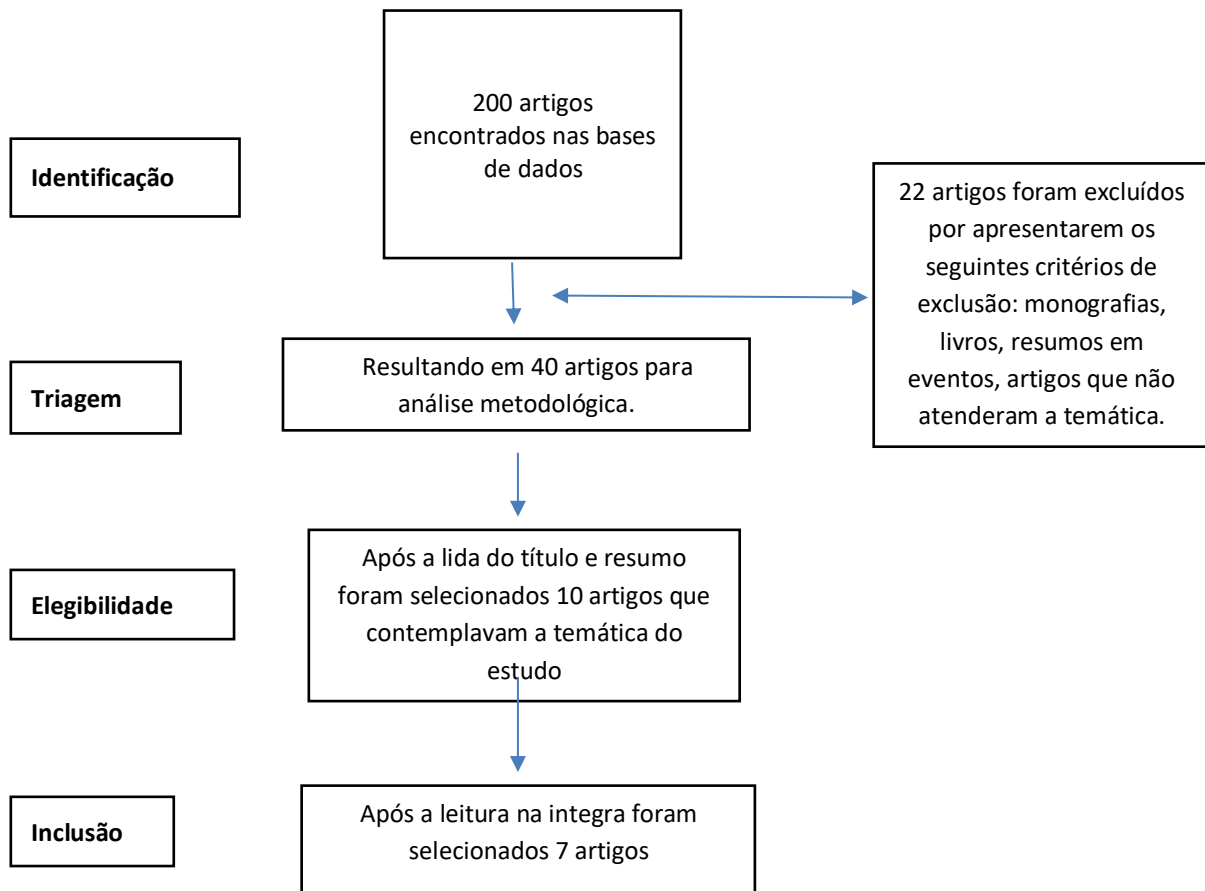 200 artigos
encontrados nas bases
de dados
Identificação
22 artigos foram excluídos
por apresentarem os
seguintes critérios de
exclusão: monografias,
livros, resumos em
eventos, artigos que não
atenderam a temática.
Resultando em 40 artigos para
análise metodológica.
Triagem
Após a lida do título e resumo
foram selecionados 10 artigos que
contemplavam a temática do
estudo
Elegibilidade
Após a leitura na integra foram
selecionados 7 artigos
Inclusão